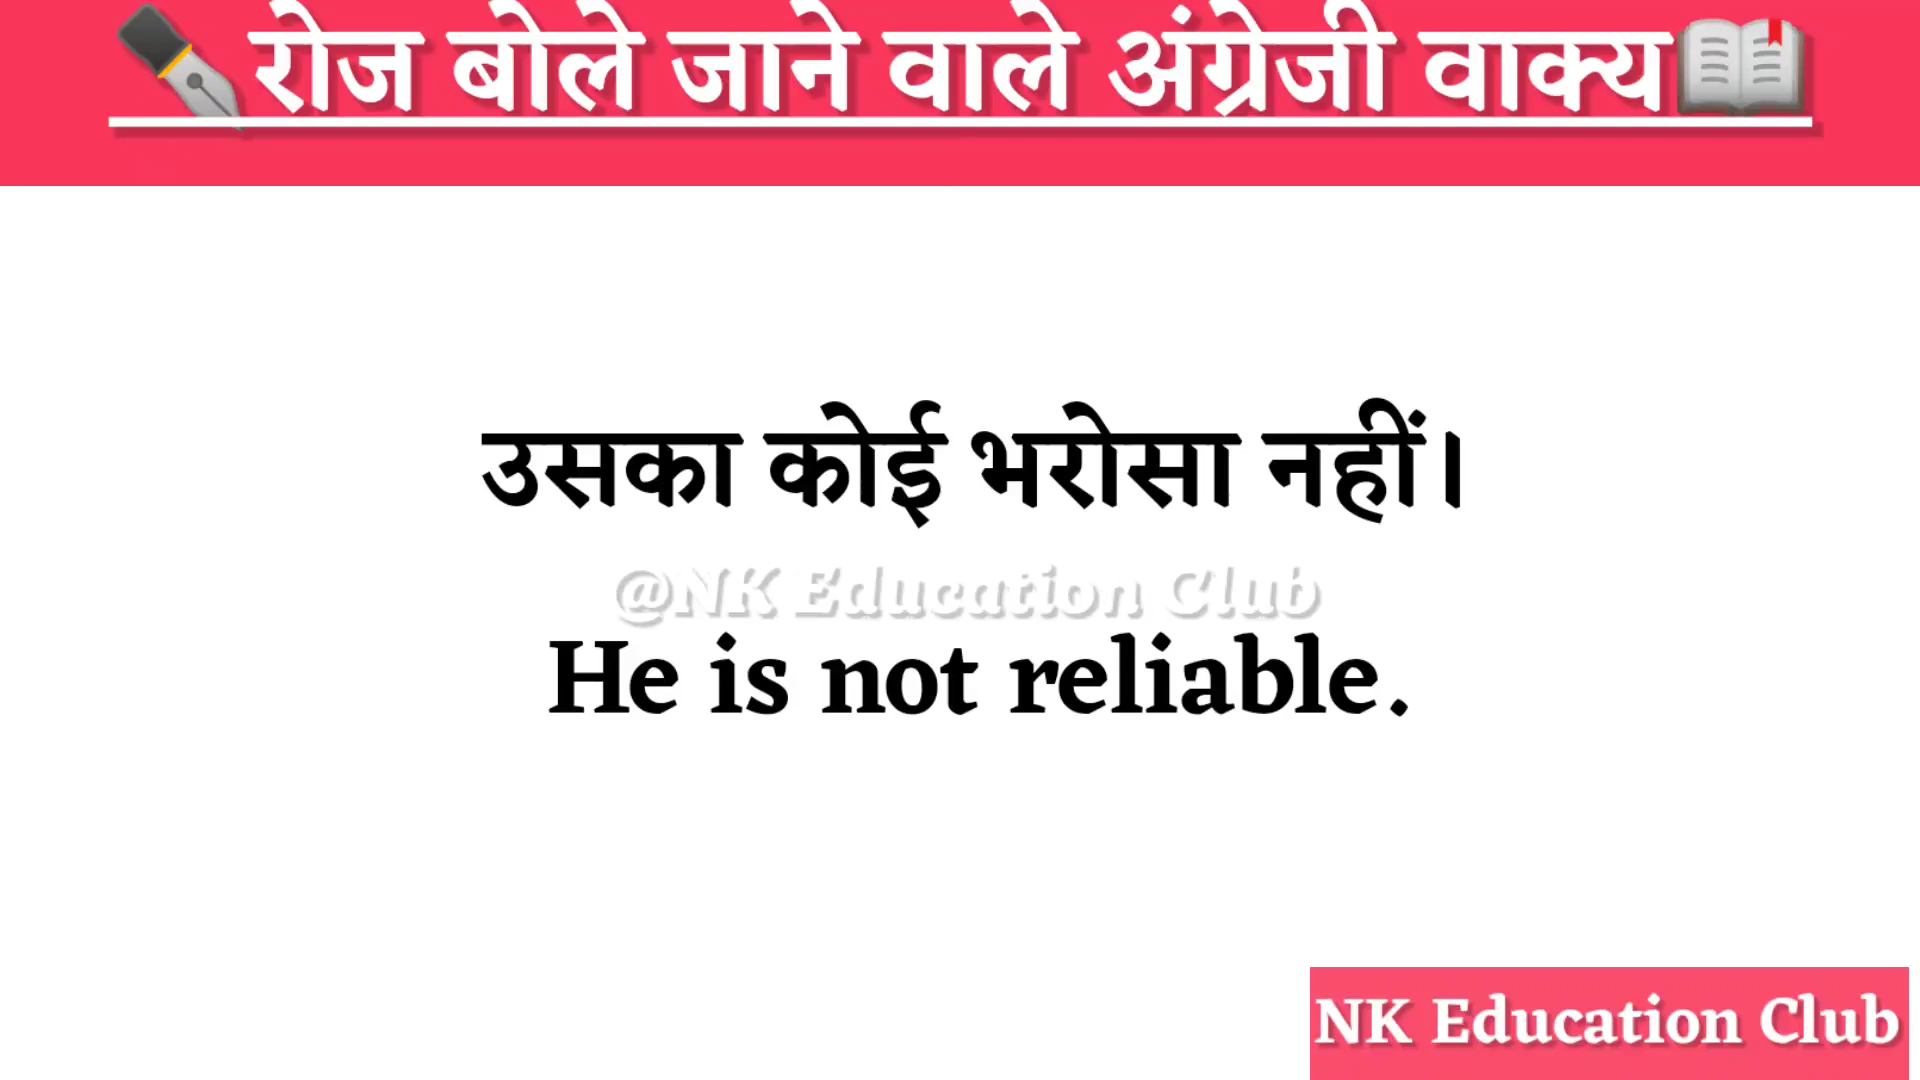 रोज बोले जाने वाले अंग्रेजी वाक्य
उसका कोई भरोसा नहीं।
@NK Education Club
He is not reliable.
NK Education Club